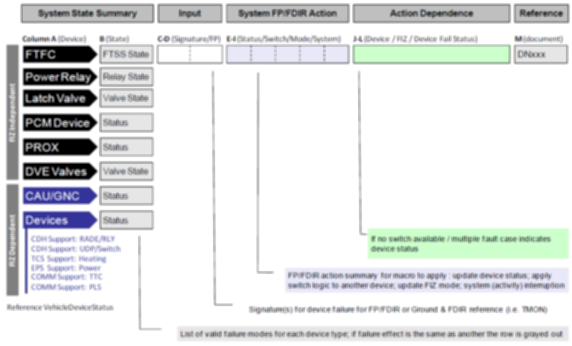 System State Summary
Input
System FP/FDIR Action
Action Dependence
Reference
Column A (Device)
B (State)
C-D (Signature/FP)
E-I (Status/Switch/Mode/System)
J-L (Device / FIZ / Device Fail Status)
M (document)
FTFC
FTSS State
DNxxx
Power Relay
Relay State
Latch Valve
Valve State
PCM Device
Status
PROX
Status
DVE Valves
Valve State
CAU/GNC
Status
Devices
Status
Independent
Dependent
CDH Support: RADE/RLY
CDH Support: UDP/Switch
TCS Support: Heating
EPS Support: Power
COMM Support: TTC
COMM Support: PLS
Reference VehicleDeviceStatus
If no switch available / multiple fault case indicates
device status
FP/FDIR action summary for macro to apply : update device status; apply
switch logic to another device; update FIZ mode; system (activity) interruption
Signature(s) for device failure for FP/FDIR or Ground & FDIR reference (i.e. TMON)
List of valid failure modes for each device type; if failure effect is the same as another the row is grayed out